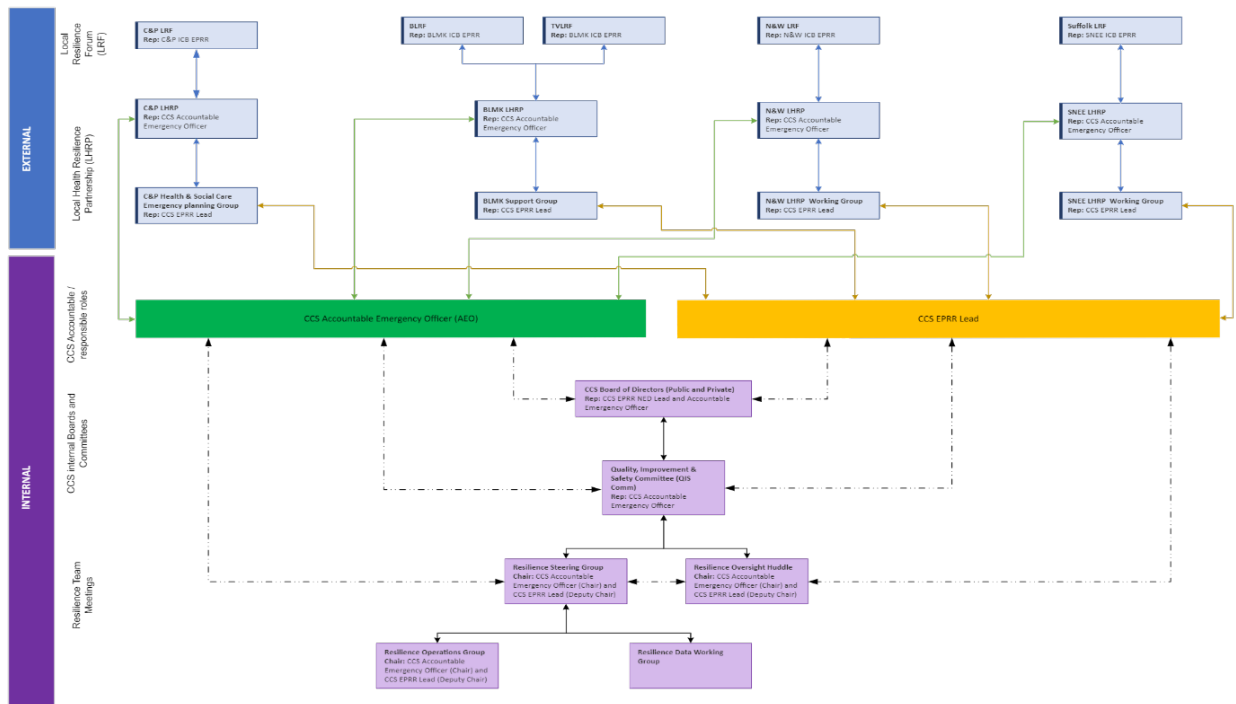 EXTERNAL
Local
Resilience
Forum
(LRF)
C&P LRF
Rep: C&P ICB EPRR
BLRF
Rep: BLMK ICB EPRR
TVLRF
Rep: BLMK ICB EPRR
N&W LRF
Rep: N&W ICB EPRR
Suffolk LRF
Rep: SNEE ICB EPRR
Local Health Resilience
Partnership (LHRP)
C&P LHRP
Rep: CCS Accountable
Emergency Officer
BLMK LHRP
Rep: CCS Accountable
Emergency Officer
N&W LHRP
Rep: CCS Accountable
Emergency Officer
SNEE LHRP
Rep: CCS Accountable
Emergency Officer
C&P Health & Social Care
Emergency planning Group
Rep: CCS EPRR Lead
BLMK Support Group
Rep: CCS EPRR Lead
N&W LHRP Working Group
Rep: CCS EPRR Lead
SNEE LHRP Working Group
Rep: CCS EPRR Lead
INTERNAL
CCS Accountable /
responsible roles
CCS Accountable Emergency Officer (AEO)
CCS EPRR Lead
CCS internal Boards and
Committees
CCS Board of Directors (Public and Private)
Rep: CCS EPRR NED Lead and Accountable
Emergency Officer
Quality, Improvement &
Safety Committee (QIS
Comm)
Rep: CCS Accountable
Emergency Officer
Resilience Team
Meetings
Resilience Steering Group
Chair: CCS Accountable
Emergency Officer (Chair) and
CCS EPRR Lead (Deputy Chair)
Resilience Oversight Huddle
Chair: CCS Accountable
Emergency Officer (Chair) and
CCS EPRR Lead (Deputy Chair)
Resilience Operations Group
Chair: CCS Accountable
Emergency Officer (Chair) and
CCS EPRR Lead (Deputy Chair)
Resilience Data Working
Group